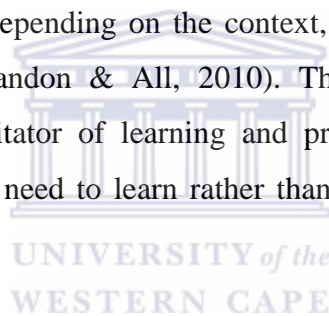 epending on the context,
andon & All, 2010). Th
itator of learning and pr
need to learn rather than
UNIVERSITY of the
WESTERN CAPE